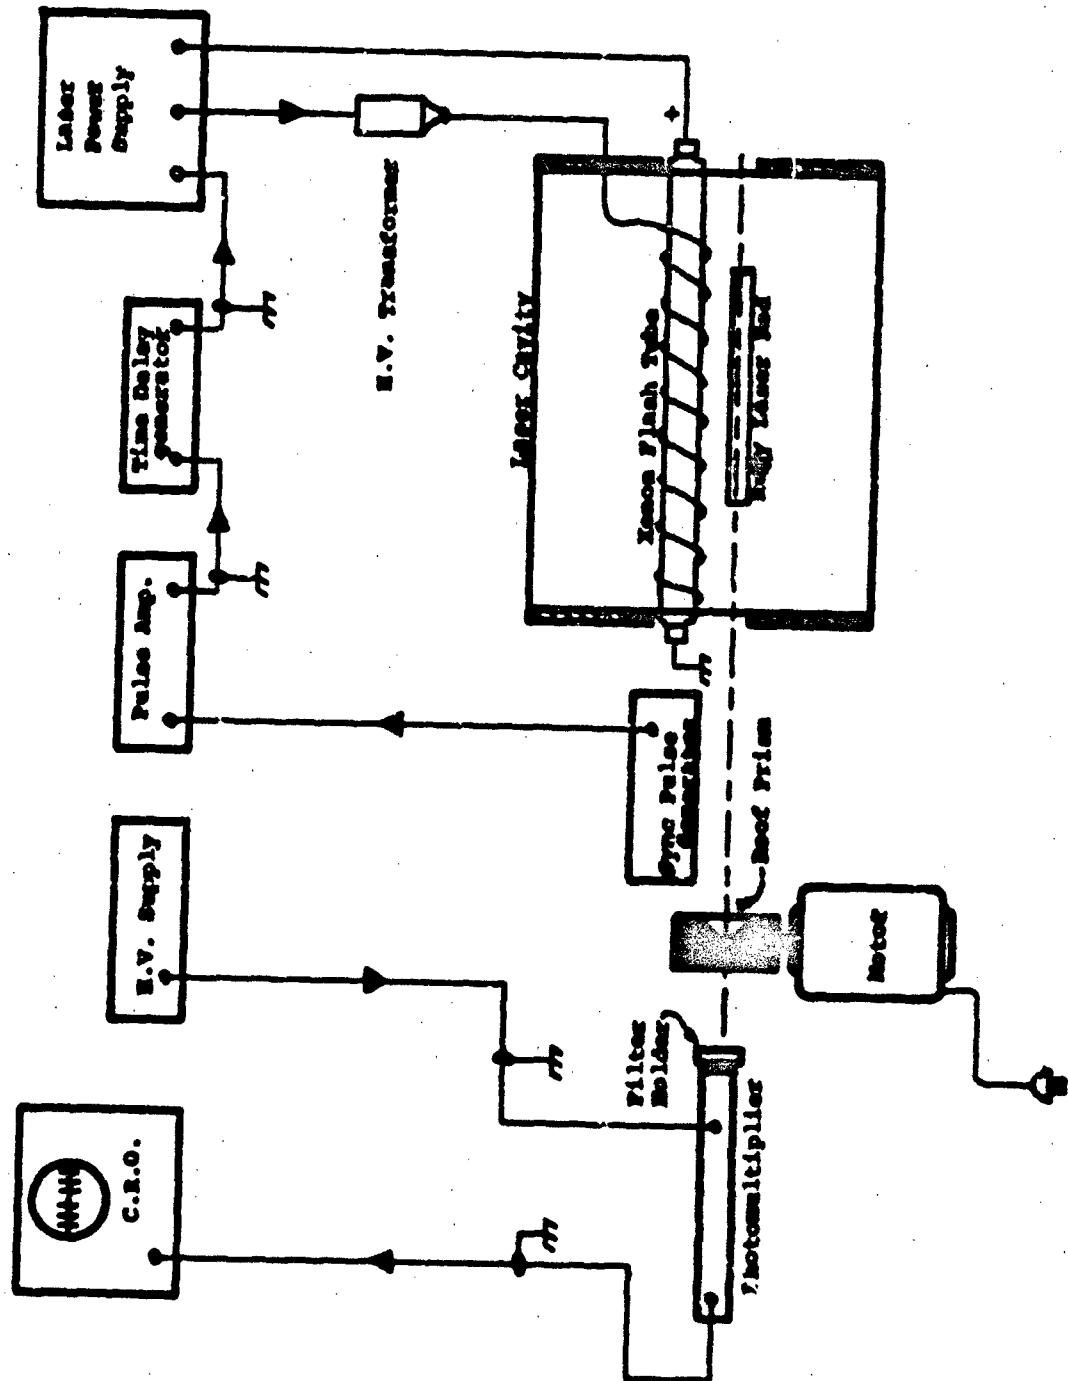 C.R.O.
H.V. Supply
Pulse Amp.
Time Delay
generator
Laser
Power
Supply
H.V. Transformer
+
Laser Cavity
Xenon Flash Tube
Ruby Laser Rod
Sync Pulse
Generator
Roof Prism
Motor
Filter
Holder
Photomultiplier